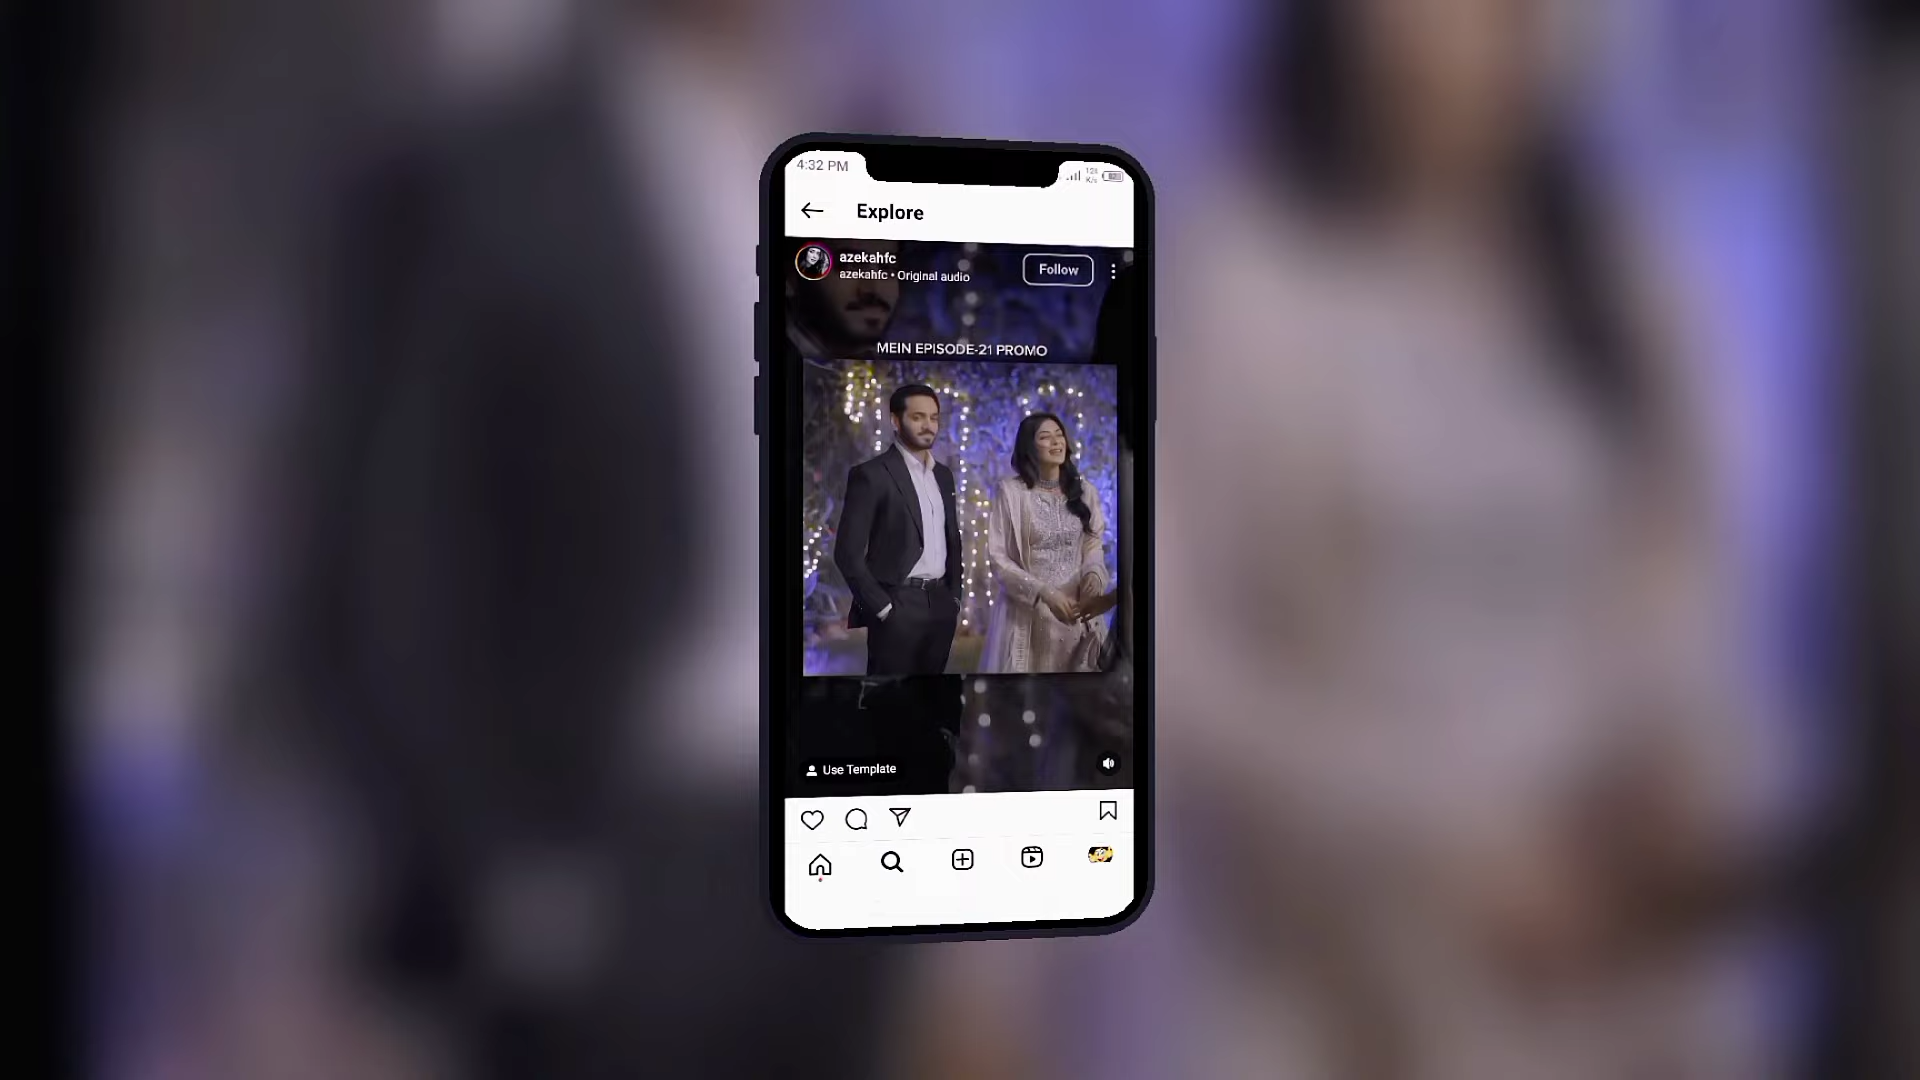 4:32 PM
Explore
azekahfc
azekahfc • Original audio
Follow
MEIN EPISODE-21 PROMO
Use Template